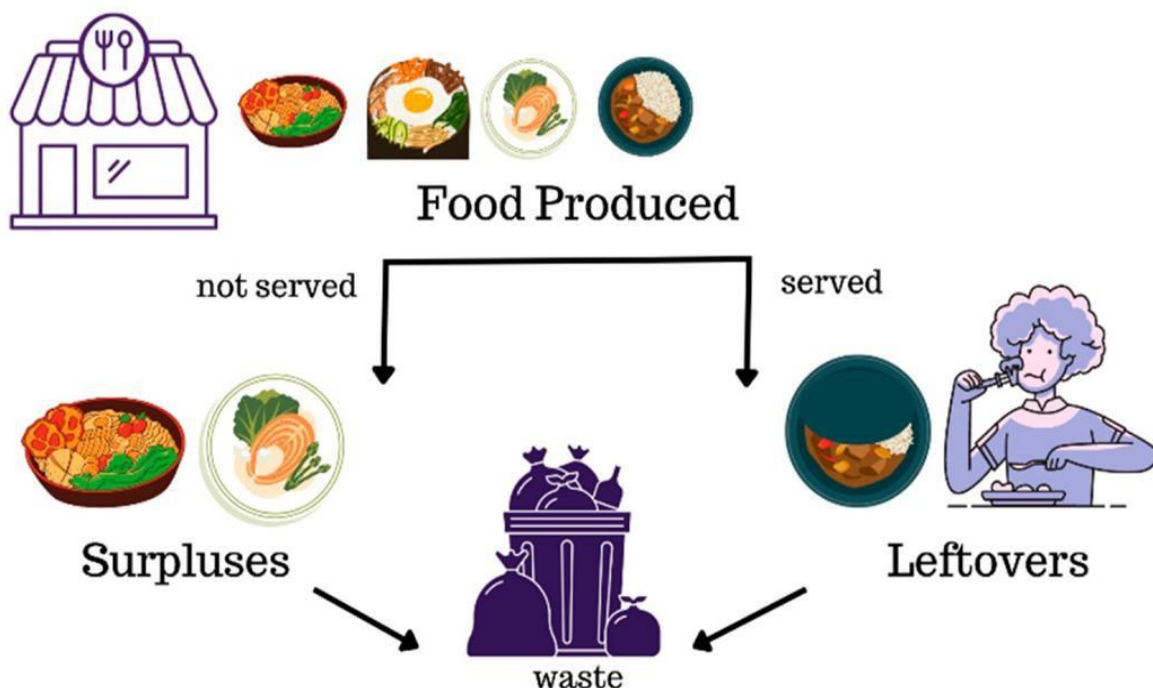 Food Produced
not served
served
Surpluses
Leftovers
waste